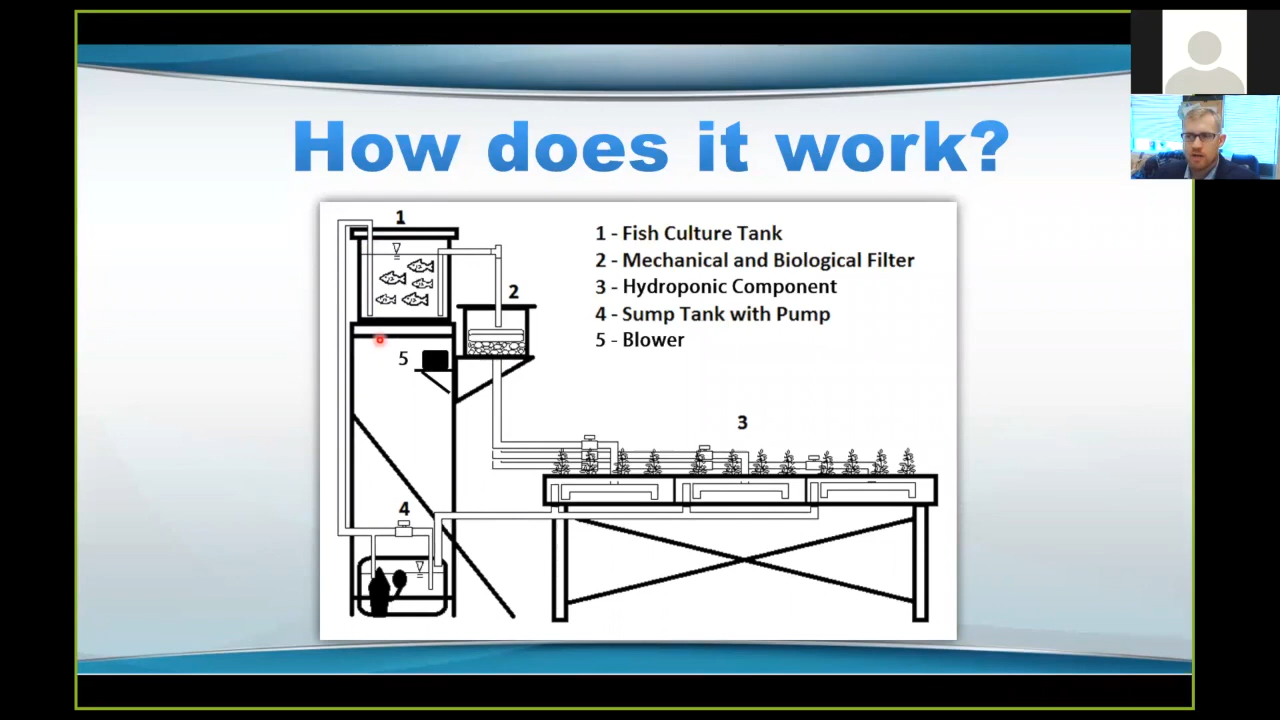 How does it work?
1
1 - Fish Culture Tank
2 - Mechanical and Biological Filter
2
3 - Hydroponic Component
4 - Sump Tank with Pump
5 - Blower
5
3
4